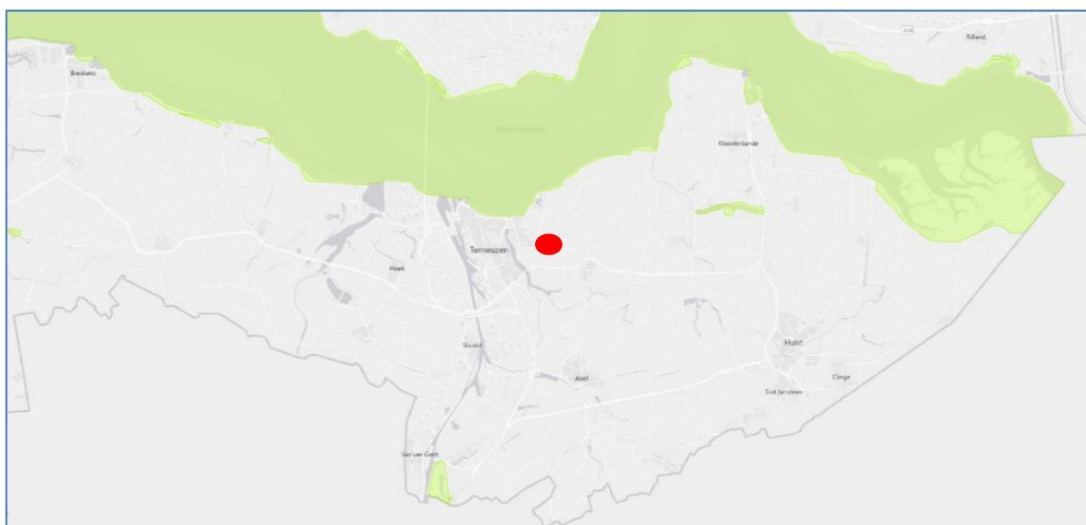 Rilland
Breskens
Kloosterzande
Terneuzen
Hoek
Sluiskil
Hulst
Axel
Clinge
Sint Jansteen
Sas van Gent